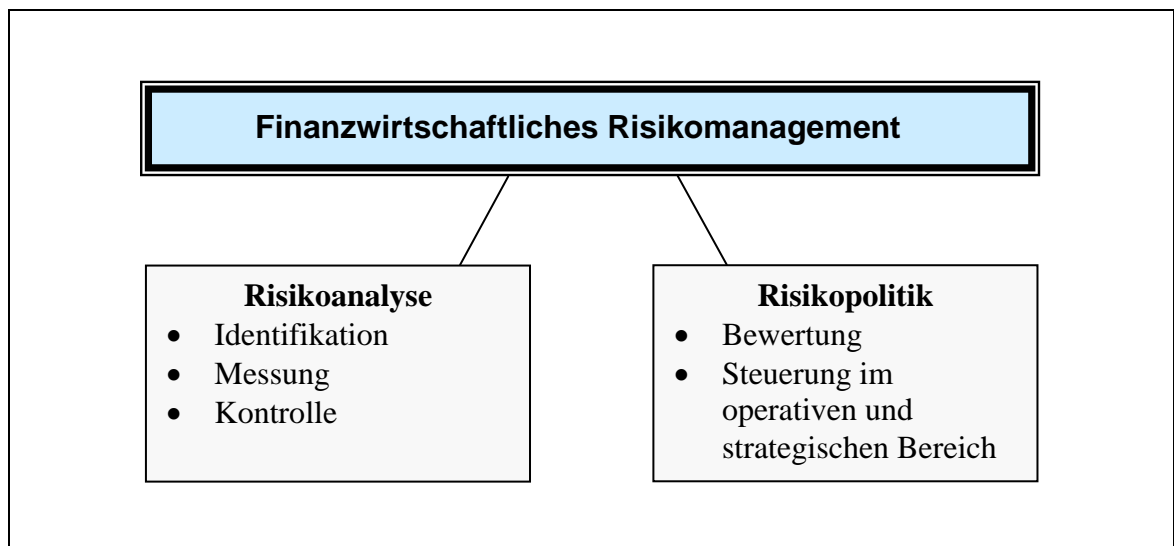 Finanzwirtschaftliches Risikomanagement
Risikoanalyse
• Identifikation
• Messung
• Kontrolle
Risikopolitik
• Bewertung
• Steuerung im
operativen und
strategischen Bereich